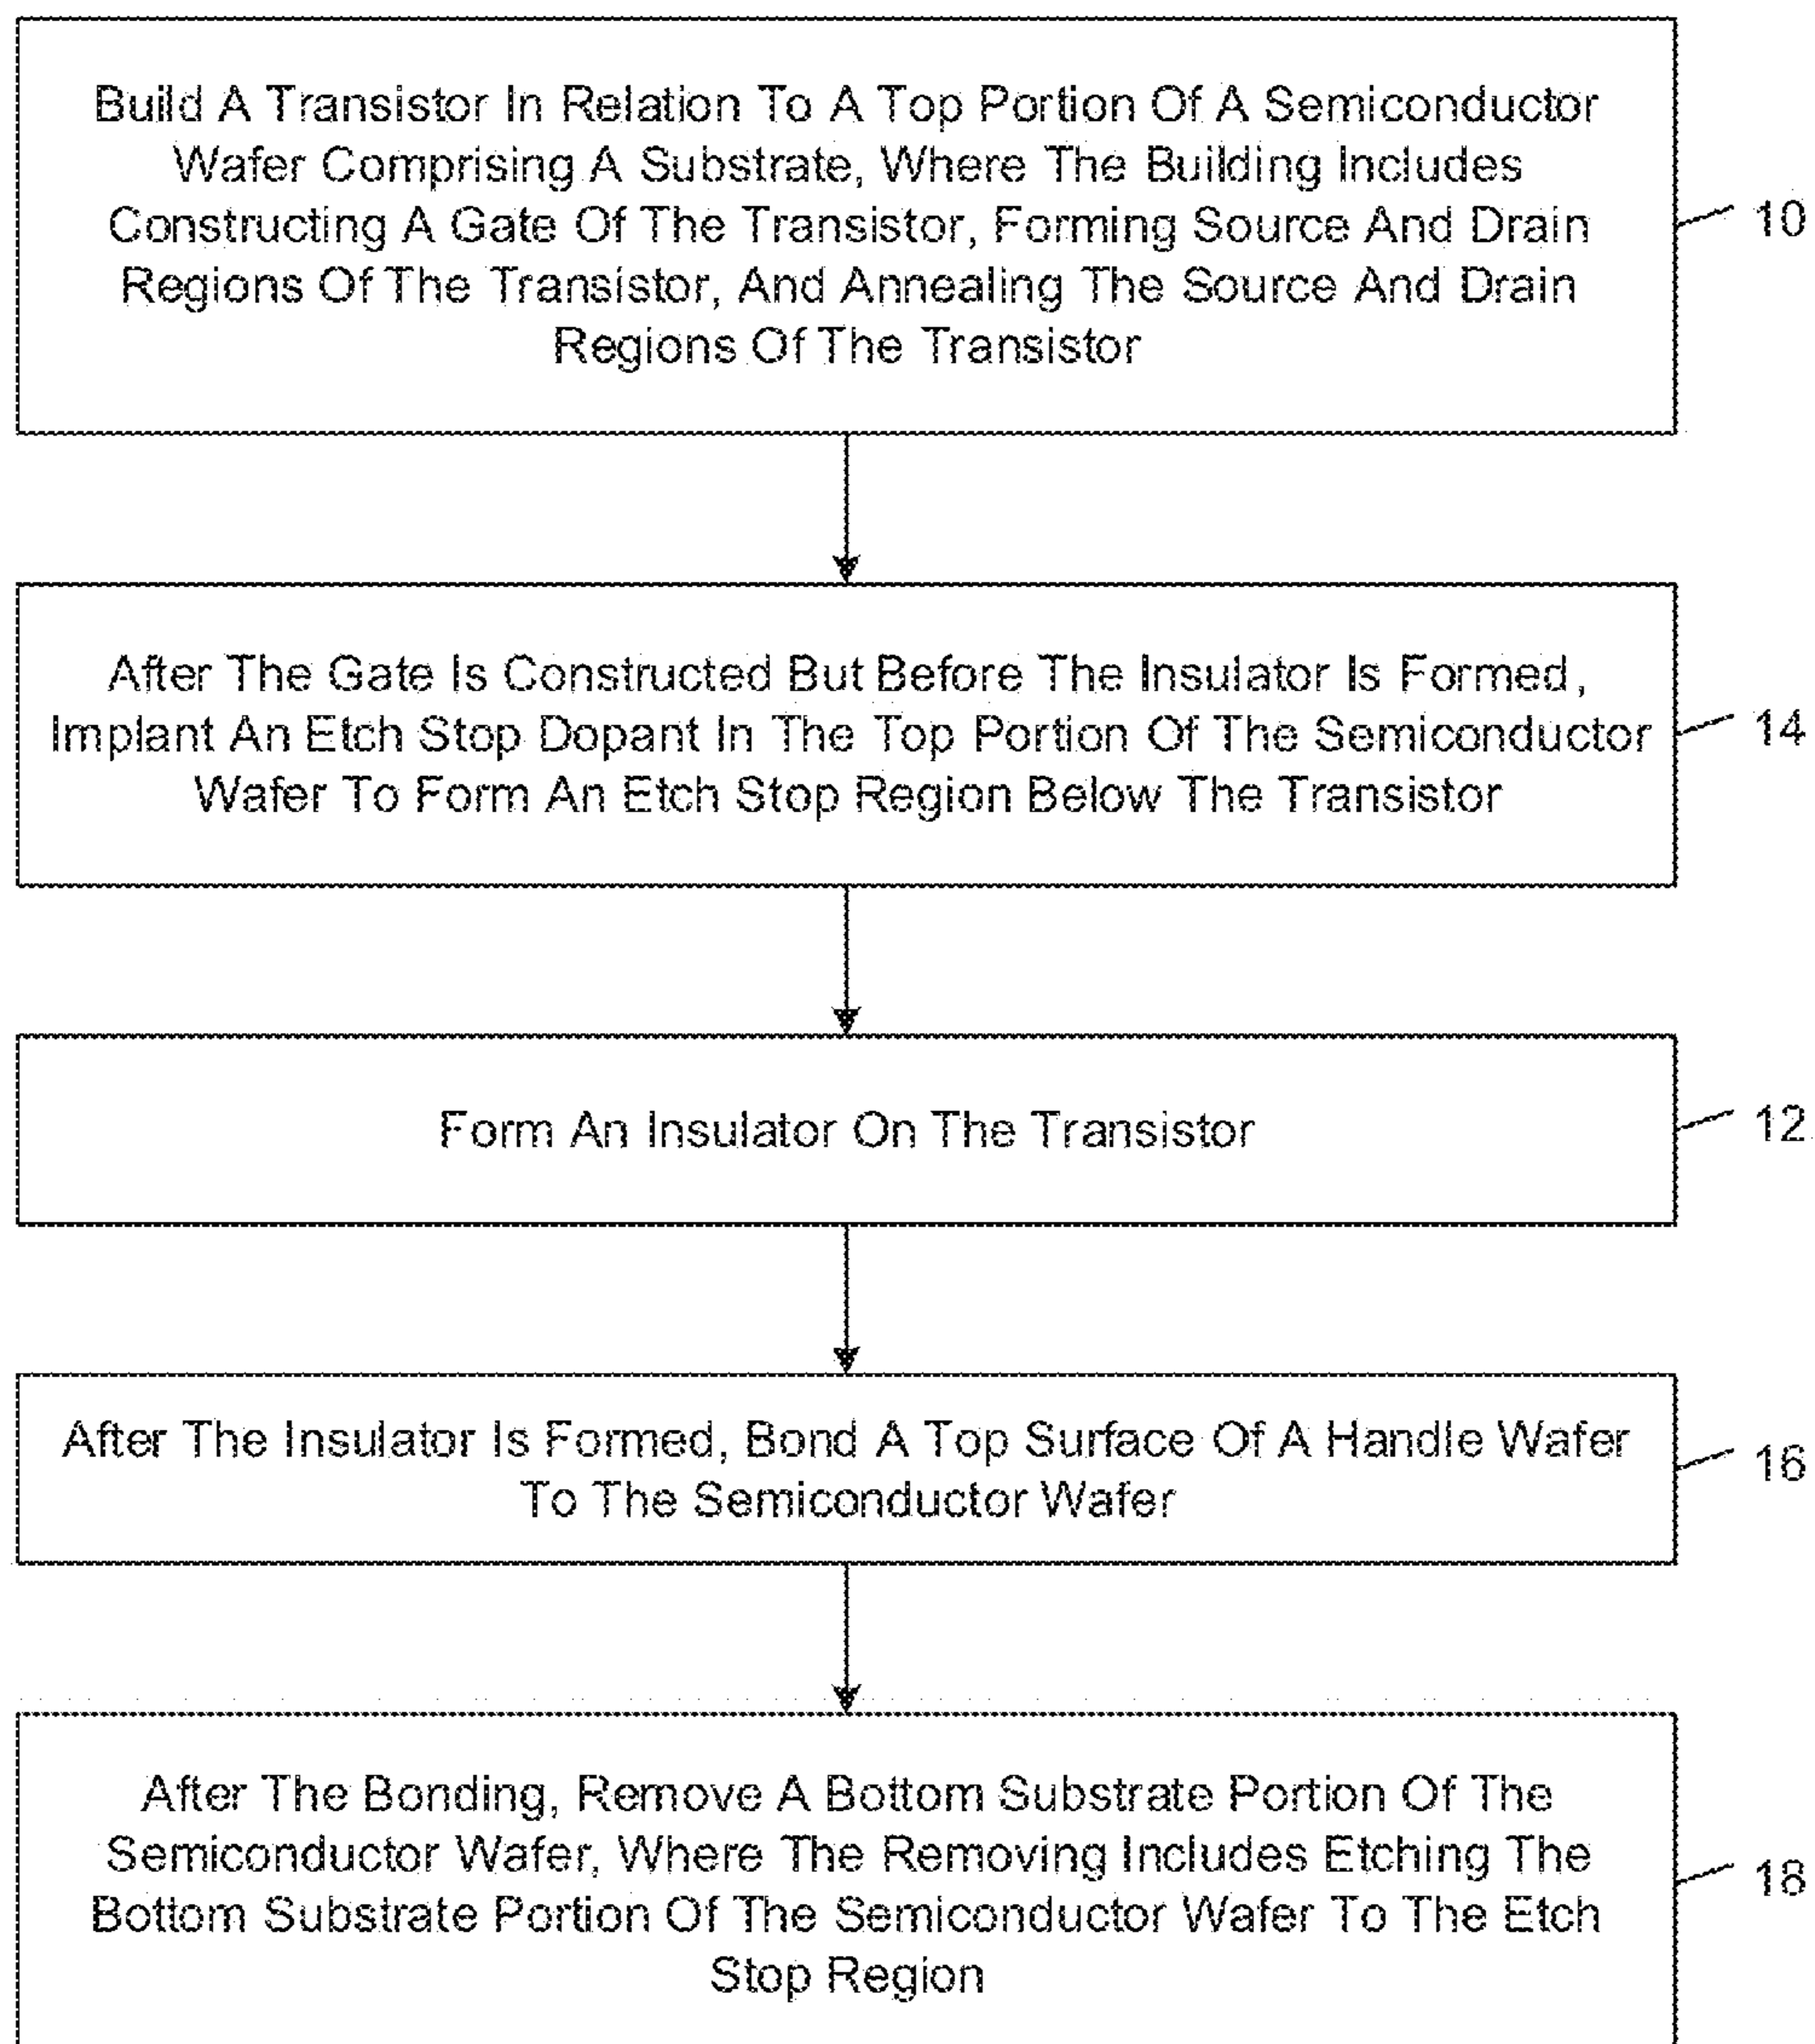 Build A Transistor In Relation To A Top Portion Of A Semiconductor
Wafer Comprising A Substrate, Where The Building Includes
Constructing A Gate Of The Transistor, Forming Source And Drain
Regions Of The Transistor, And Annealing The Source And Drain
Regions Of The Transistor
10
After The Gate Is Constructed But Before The Insulator Is Formed,
Implant An Etch Stop Dopant In The Top Portion Of The Semiconductor
Wafer To Form An Etch Stop Region Below The Transistor
14
Form An Insulator On The Transistor
12
After The Insulator Is Formed, Bond A Top Surface Of A Handle Wafer
To The Semiconductor Wafer
16
After The Bonding, Remove A Bottom Substrate Portion Of The
Semiconductor Wafer, Where The Removing Includes Etching The
Bottom Substrate Portion Of The Semiconductor Wafer To The Etch
Stop Region
18